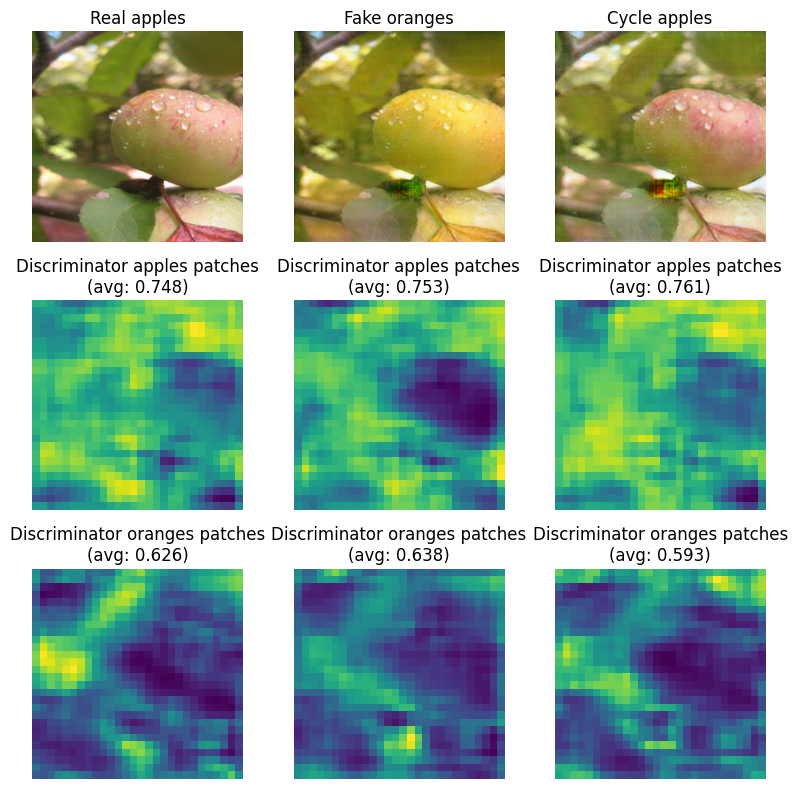 Real apples
Fake oranges
Cycle apples
Discriminator apples patches
(avg: 0.748)
Discriminator apples patches
(avg: 0.753)
Discriminator apples patches
(avg: 0.761)
Discriminator oranges patches
(avg: 0.626)
Discriminator oranges patches
(avg: 0.638)
Discriminator oranges patches
(avg: 0.593)